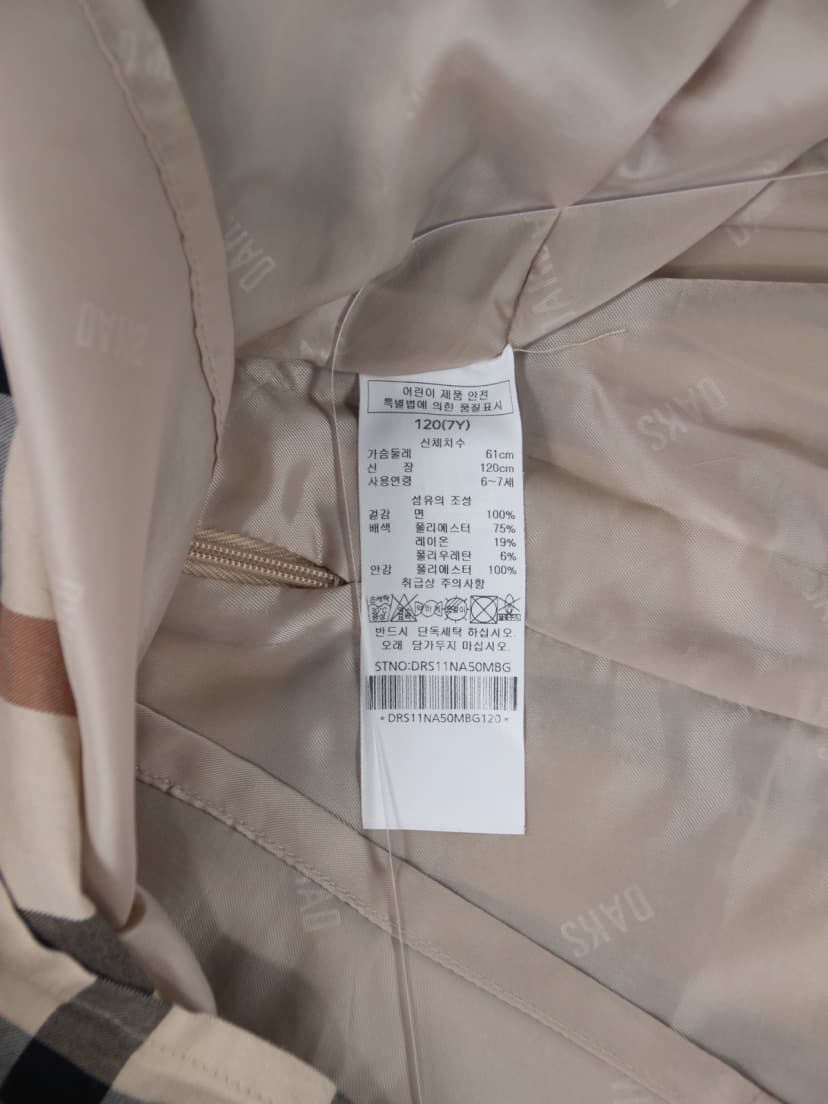 어린이 제품 안전
특별법에 의한 품질표시
120(7Y)
신체치수
가슴둘레 61cm
신 장 120cm
사용연령 6~7세
섬유의 조성
겉감 면 100%
배색 폴리에스터 75%
레이온 19%
폴리우레탄 6%
안감 폴리에스터 100%
취급상 주의사항
반드시 단독세탁 하십시오.
오래 담가두지 마십시오.
STNO:DRS11NA50MBG
*DRS11NA50MBG120*
DAKS
DAKS
DAKS
DAKS